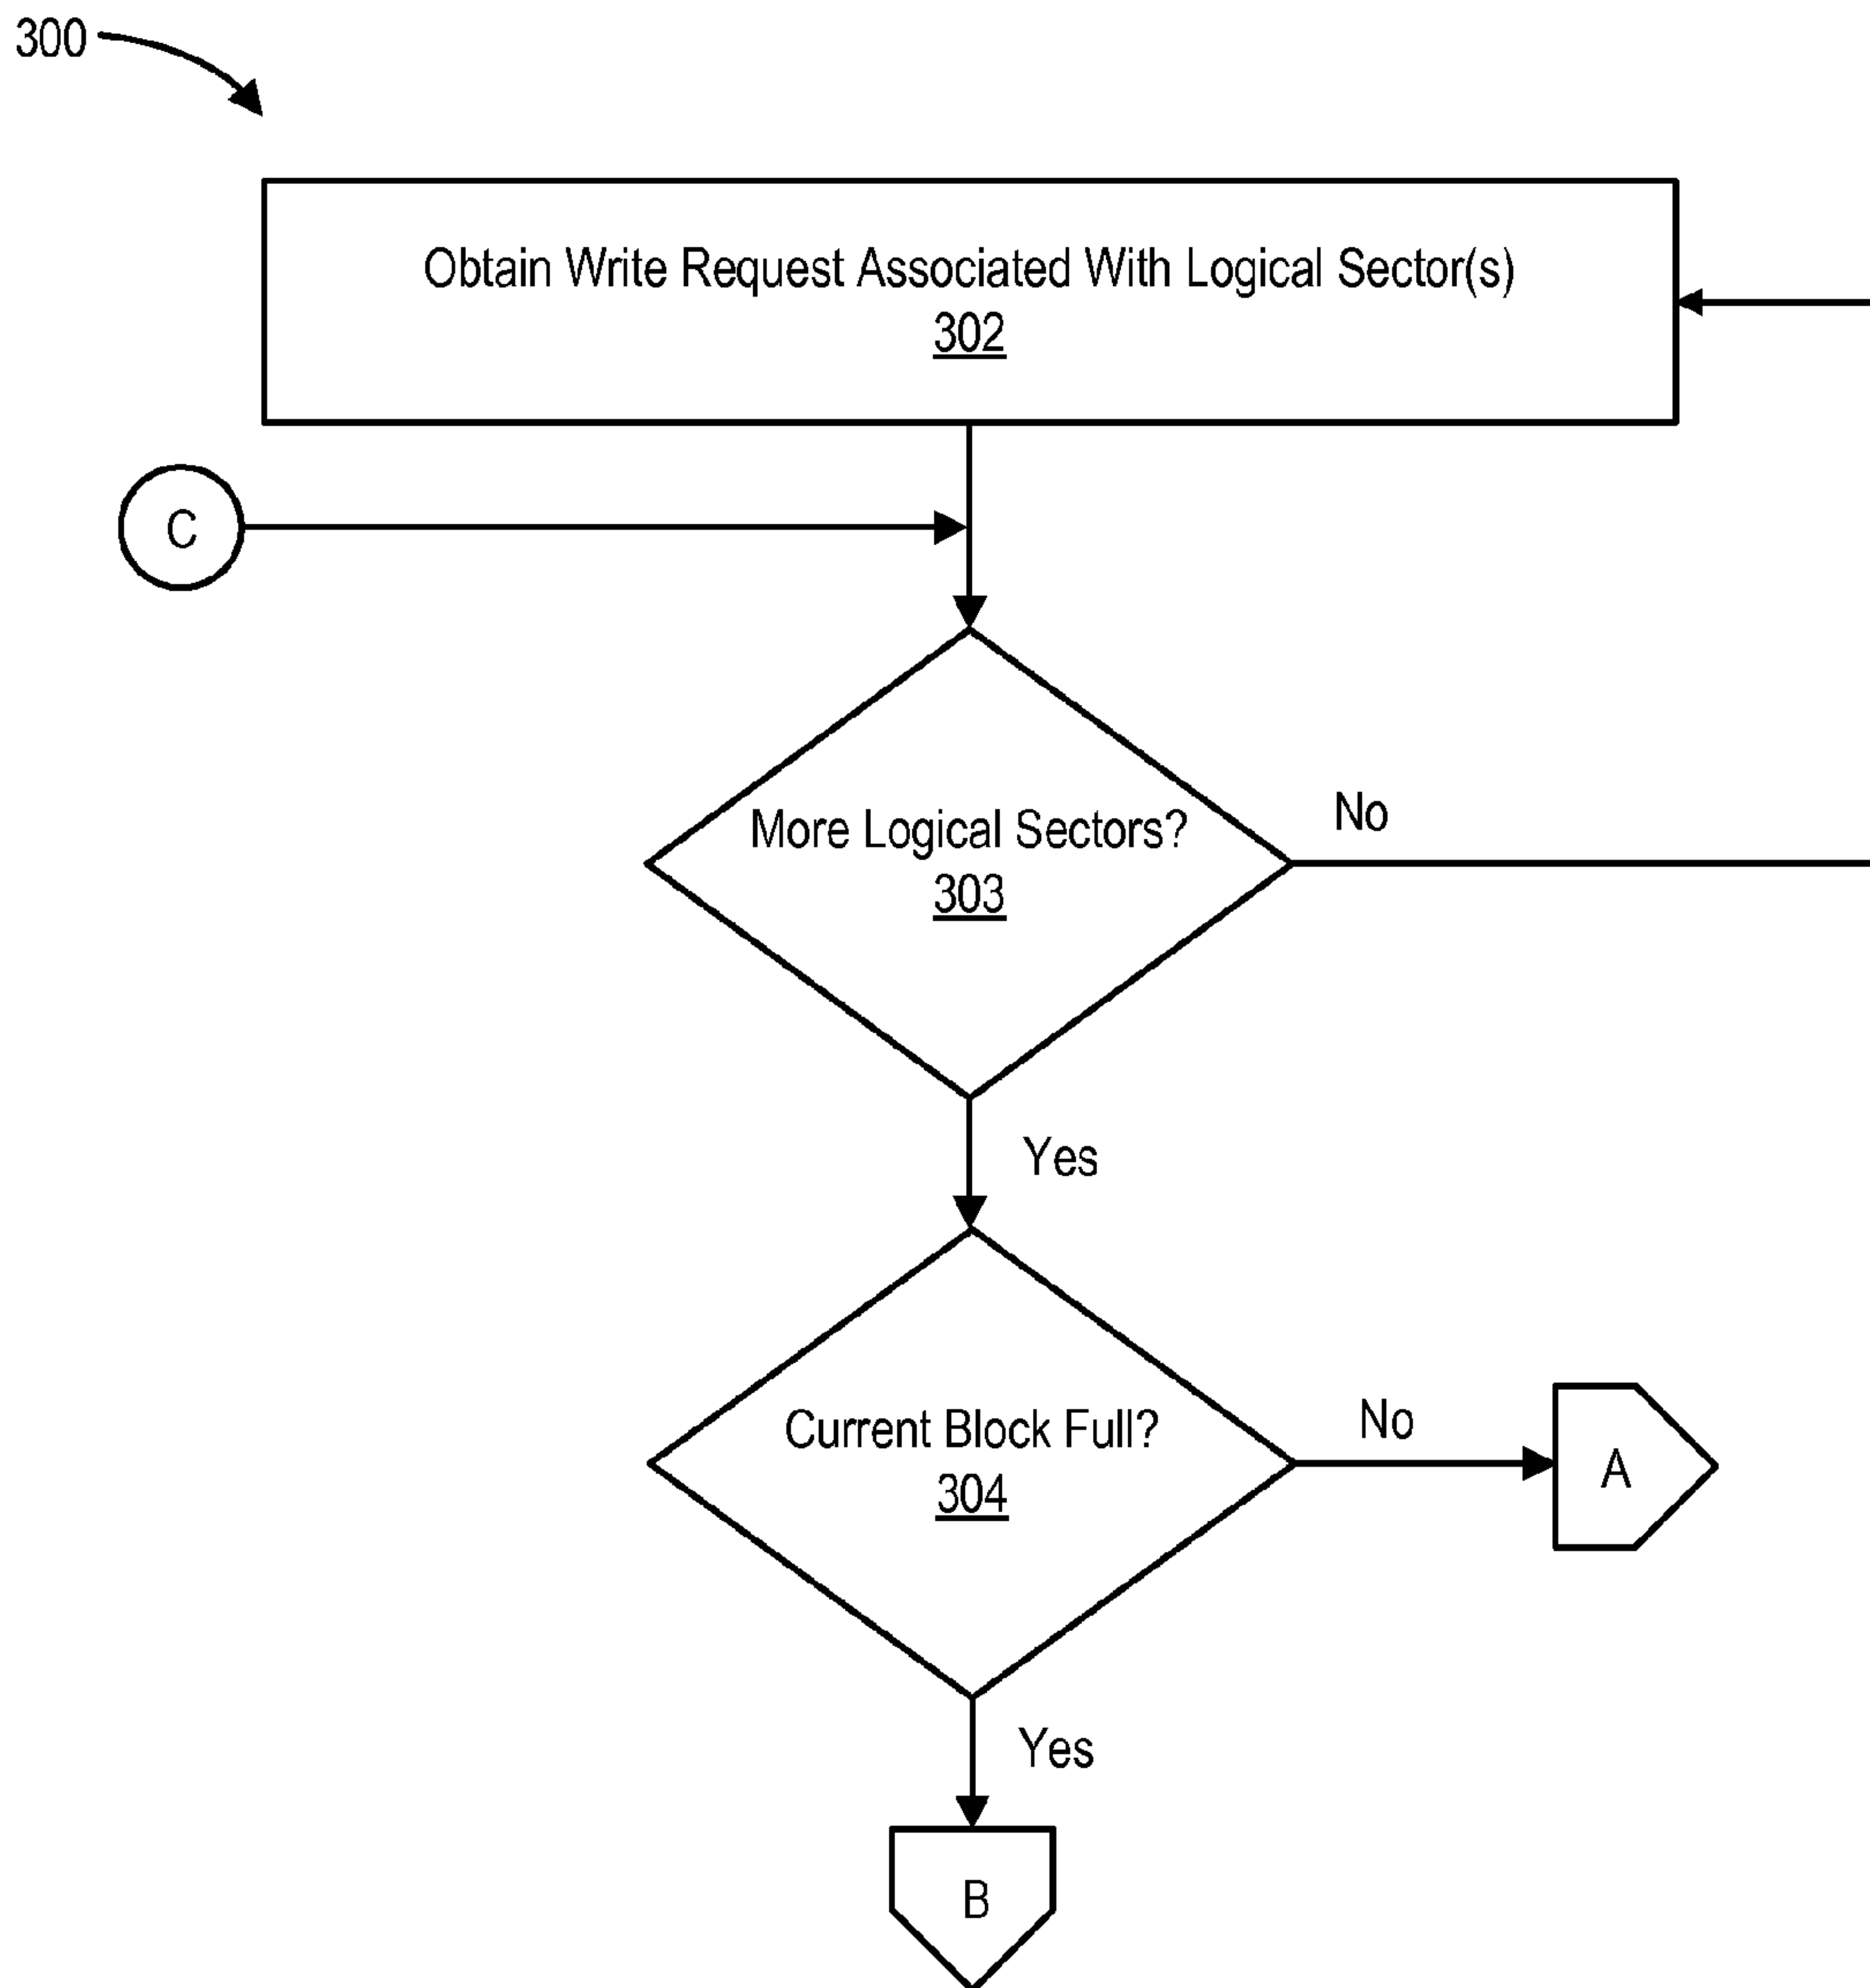 300
Obtain Write Request Associated With Logical Sector(s)
302
C
More Logical Sectors?
303
No
Yes
Current Block Full?
304
No
A
Yes
B